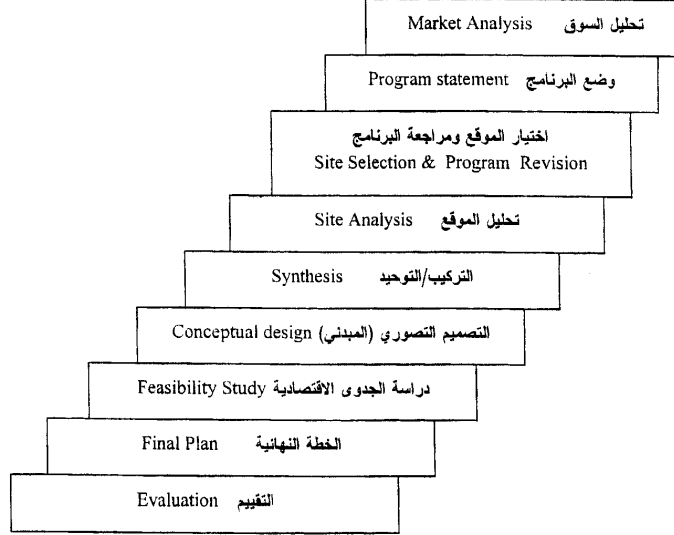 Market Analysis تحليل السوق
Program statement وضع البرنامج
اختيار الموقع ومراجعة البرنامج
Site Selection & Program Revision
Site Analysis تحليل الموقع
Synthesis التركيب/التوحيد
Conceptual design التصميم التصوري (المبدئي)
Feasibility Study دراسة الجدوى الاقتصادية
Final Plan الخطة النهائية
Evaluation التقييم